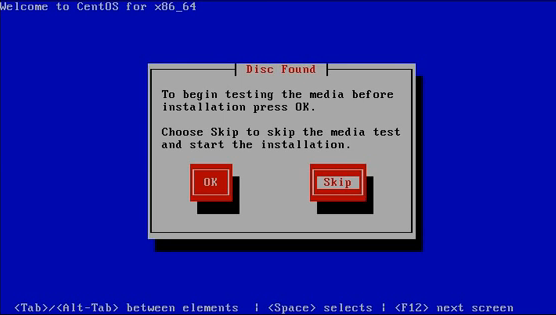 Welcome to CentOS for x86_64
Disc Found
To begin testing the media before
installation press OK.
Choose Skip to skip the media test
and start the installation.
OK Skip
<Tab>/<Alt-Tab> between elements | <Space> selects | <F12> next screen